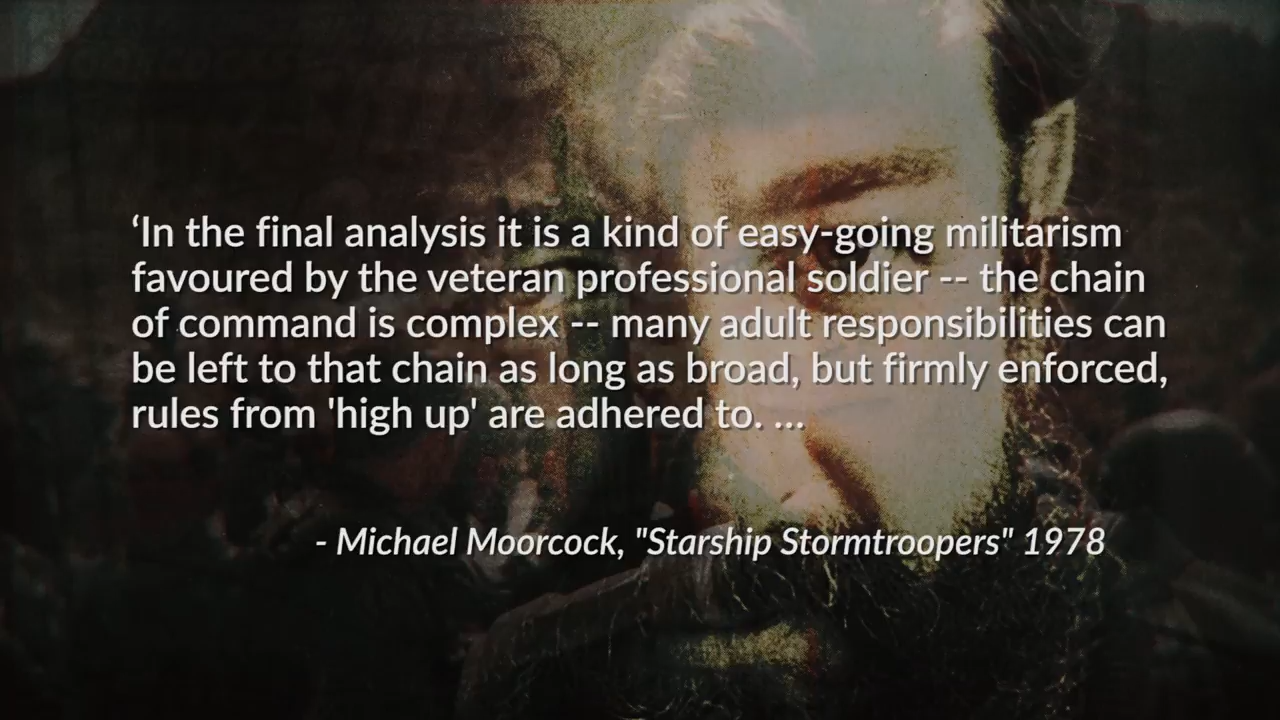 ‘In the final analysis it is a kind of easy-going militarism
favoured by the veteran professional soldier -- the chain
of command is complex -- many adult responsibilities can
be left to that chain as long as broad, but firmly enforced,
rules from 'high up' are adhered to. ...
- Michael Moorcock, "Starship Stormtroopers" 1978